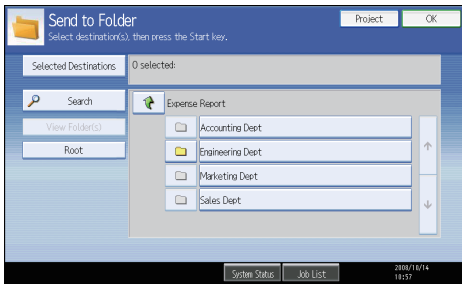 Send to Folder
Select destination(s), then press the Start key.
Project
OK
Selected Destinations
0 selected:
Search
Expense Report
View Folder(s)
Root
Accounting Dept
Engineering Dept
Marketing Dept
Sales Dept
System Status
Job List
2008/10/14
10:57